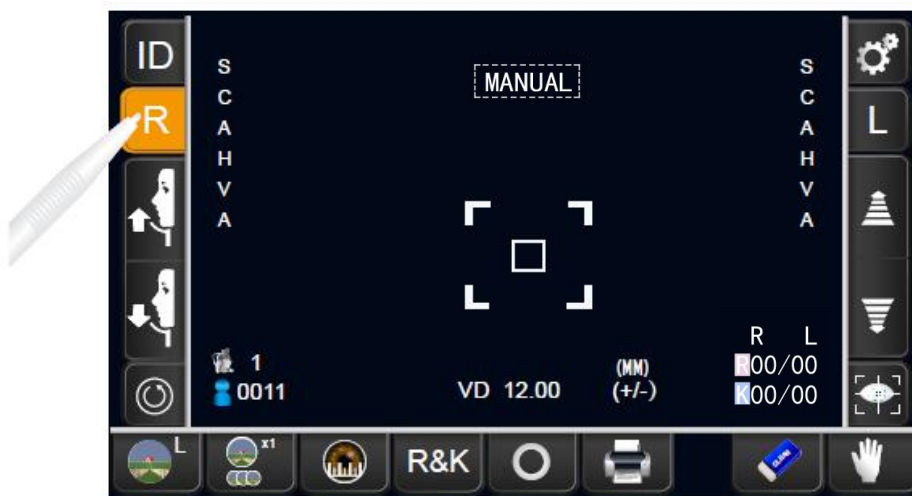 ID
R
S
C
A
H
V
A
MANUAL
S
C
A
H
V
A
L
1
0011
VD 12.00
(MM)
(+/-)
R L
R00/00
K00/00
L
x1
R&K